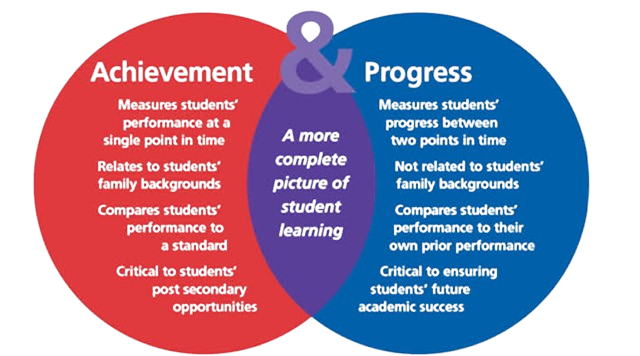 &
Achievement
Measures students'
performance at a
single point in time
Relates to students'
family backgrounds
Compares students'
performance to
a standard
Critical to students'
post secondary
opportunities
A more
complete
picture of
student
learning
Progress
Measures students'
progress between
two points in time
Not related to students'
family backgrounds
Compares students'
performance to their
own prior performance
Critical to ensuring
students' future
academic success